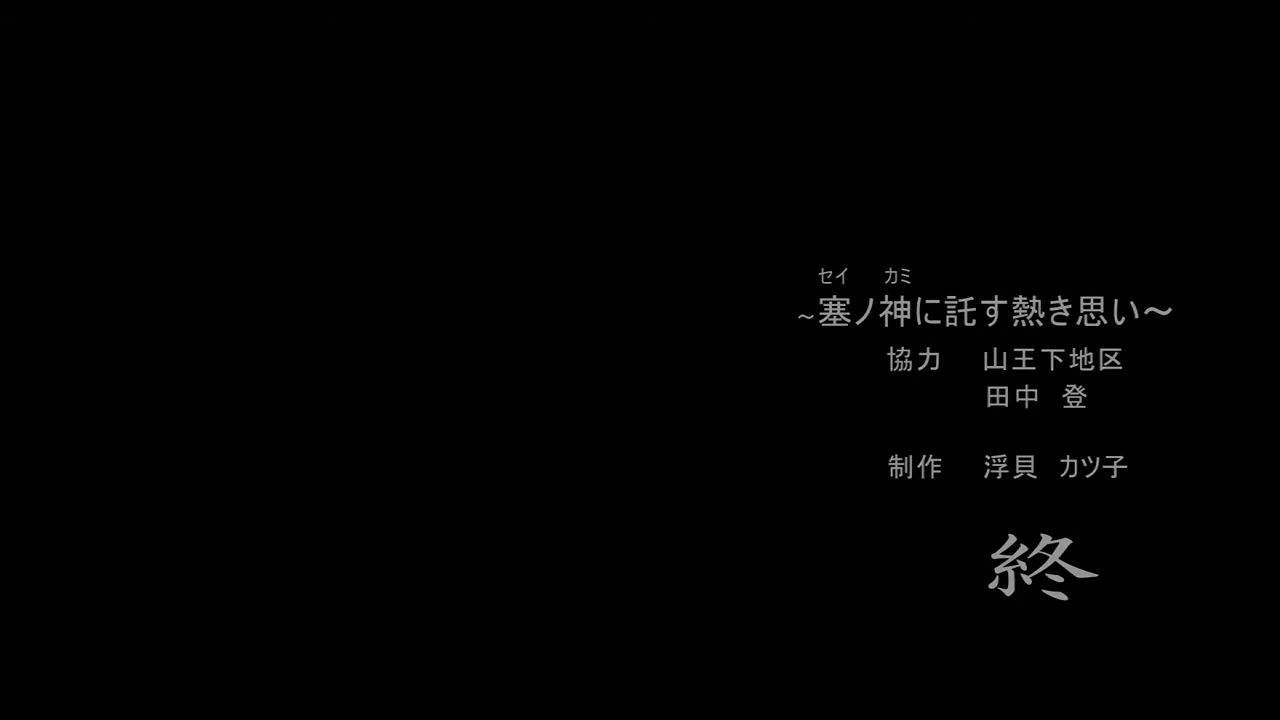 セイ カミ
~塞ノ神に託す熱き思い～
協力 山王下地区
田中 登
制作 浮貝 カツ子
終